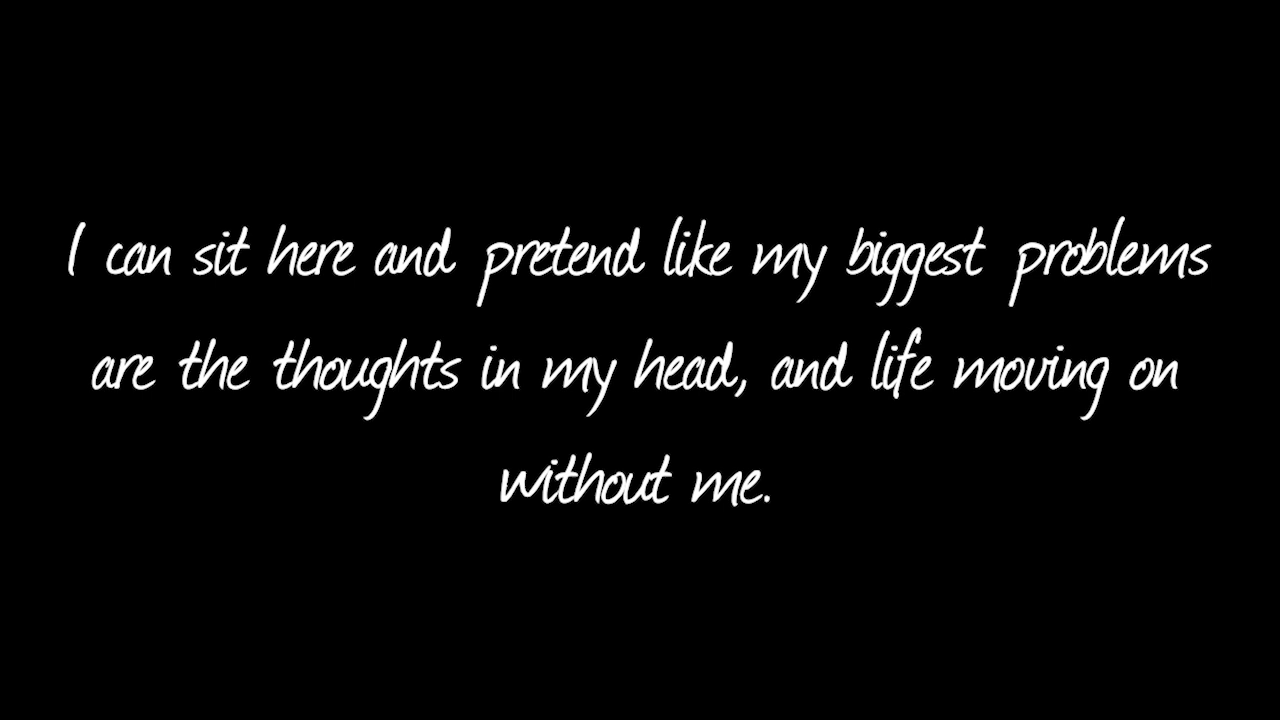 I can sit here and pretend like my biggest problems
are the thoughts in my head, and life moving on
without me.